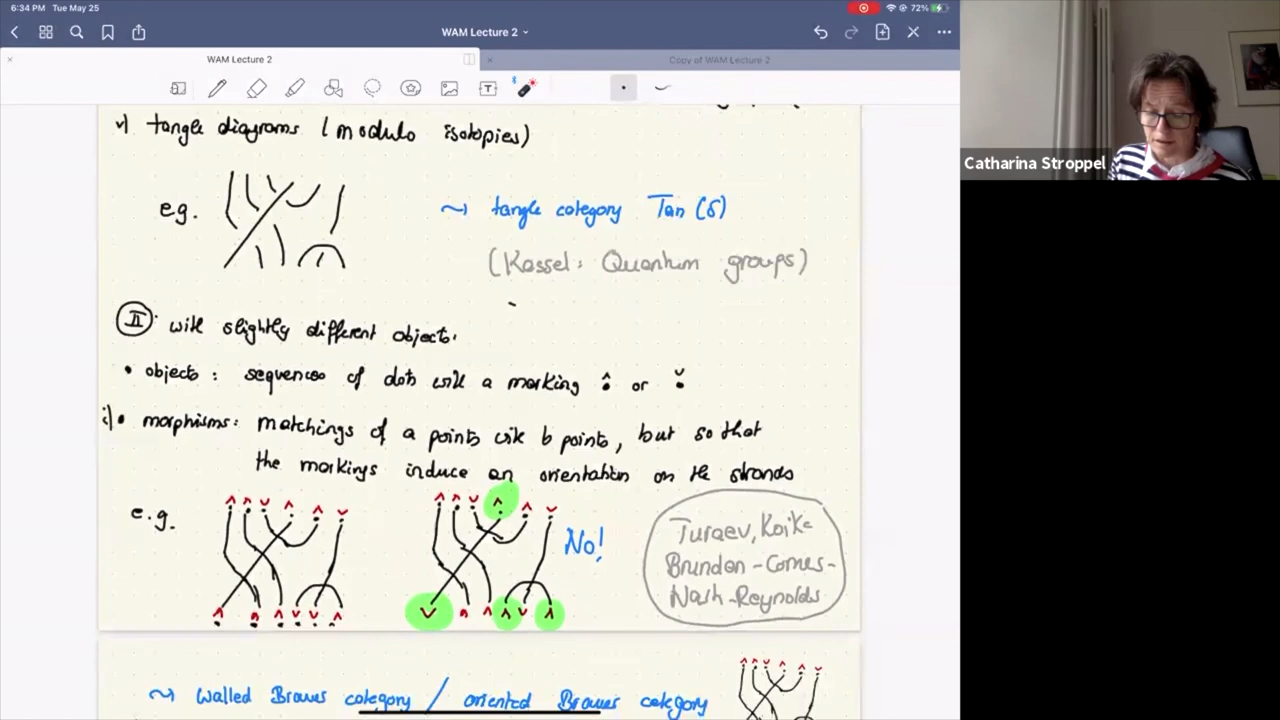 6:34 PM Tue May 25
72%
WAM Lecture 2
WAM Lecture 2
Copy of WAM Lecture 2
Catharina Stroppel
v) tangle diagrams (modulo isotopies)
e.g.
~> tangle category Tan(δ)
(Kassel: Quantum groups)
II: with slightly different objects.
• objects: sequences of dots with a marking ^ or ˅
i) • morphisms: matchings of a points with b points, but so that
the markings induce an orientation on the strands
e.g.
No!
Turaev, Koike
Brundan-Comes-
Nash-Reynolds
~> Walled Brauer category / oriented Brauer category